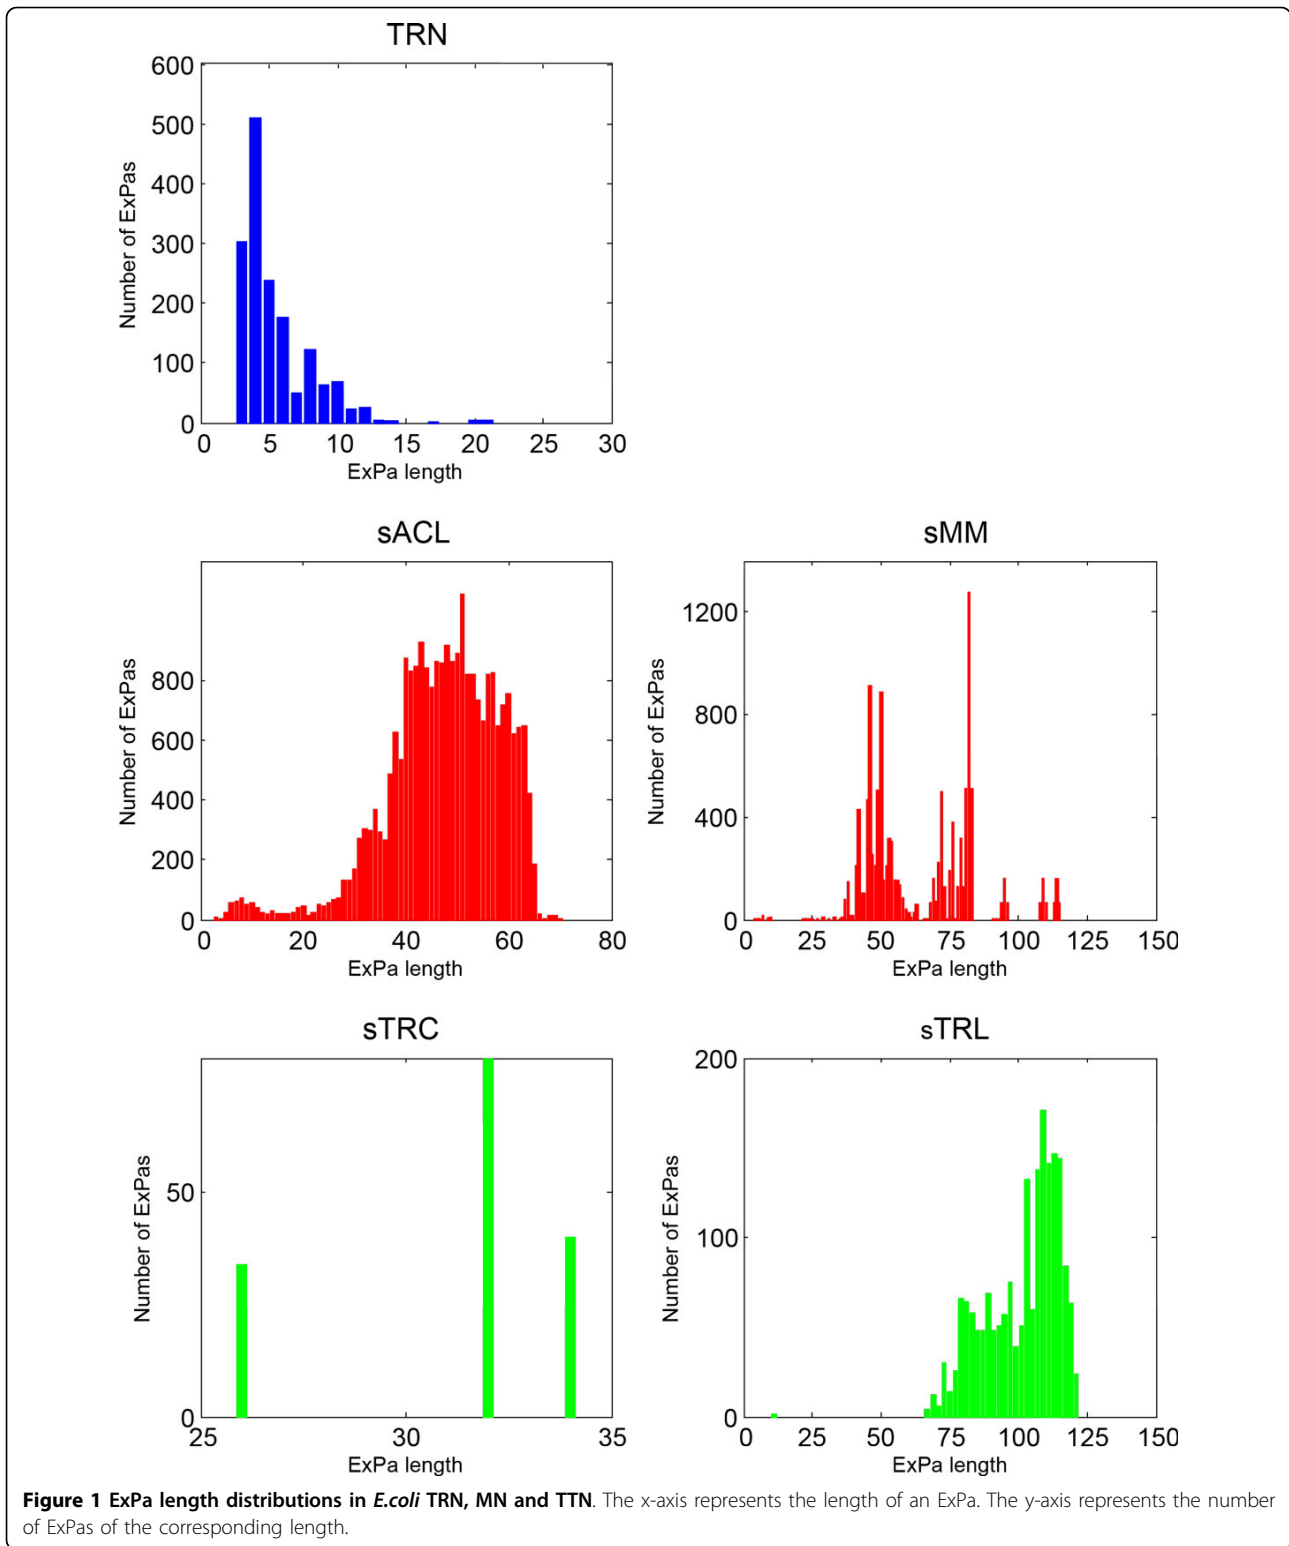 TRN
600
500
400
300
200
100
0
Number of ExPas
0 5 10 15 20 25 30
ExPa length
sACL
800
600
400
200
0
Number of ExPas
0 20 40 60 80
ExPa length
sMM
1200
800
400
0
Number of ExPas
0 25 50 75 100 125 150
ExPa length
sTRC
50
0
Number of ExPas
25 30 35
ExPa length
sTRL
200
100
0
Number of ExPas
0 25 50 75 100 125 150
ExPa length
Figure 1 ExPa length distributions in E.coli TRN, MN and TTN. The x-axis represents the length of an ExPa. The y-axis represents the number
of ExPas of the corresponding length.